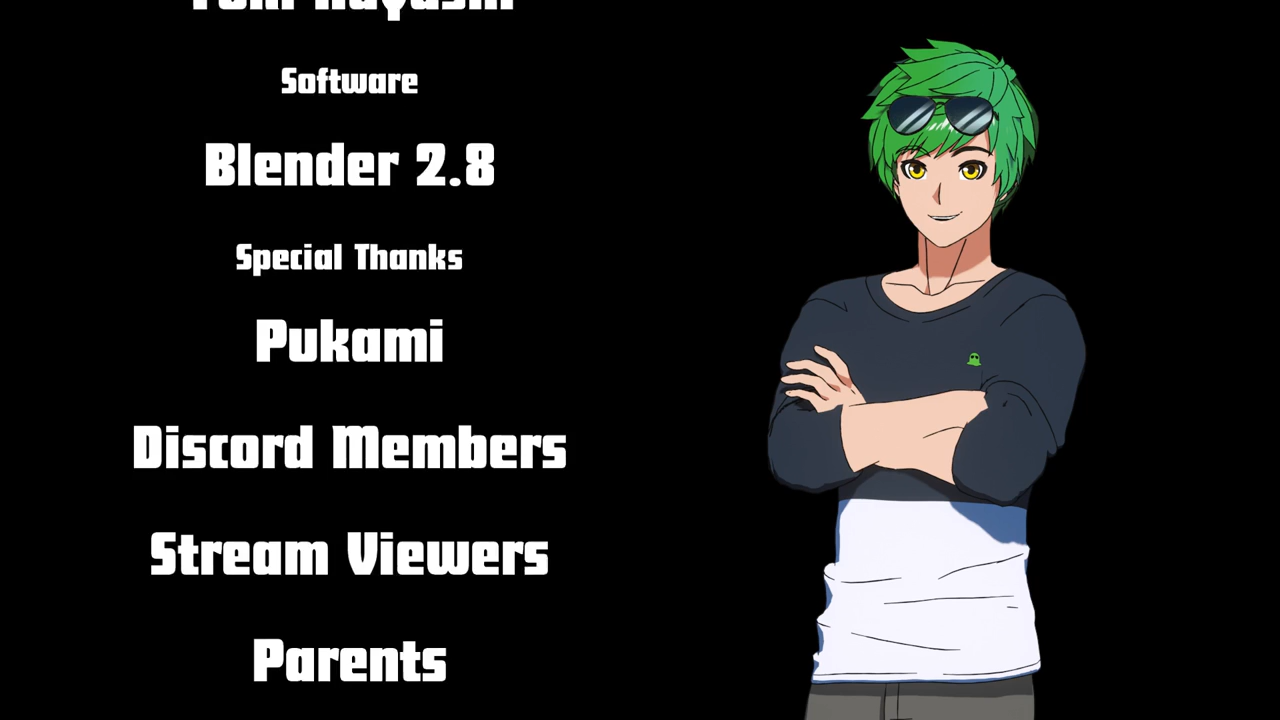 Software
Blender 2.8
Special Thanks
Pukami
Discord Members
Stream Viewers
Parents